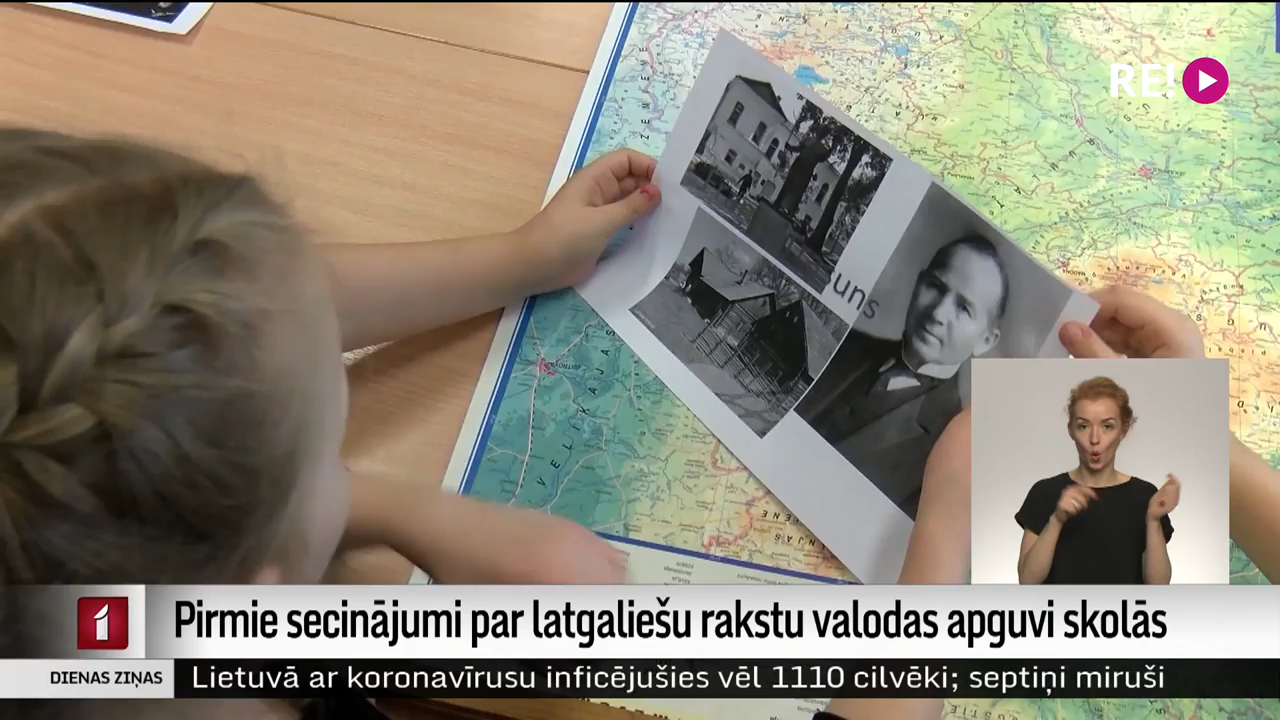 RE!
uns
VELIKAJAS
1
Pirmie secinājumi par latgaliešu rakstu valodas apguvi skolās
DIENAS ZIŅAS
Lietuvā ar koronavīrusu inficējušies vēl 1110 cilvēki; septiņi miruši